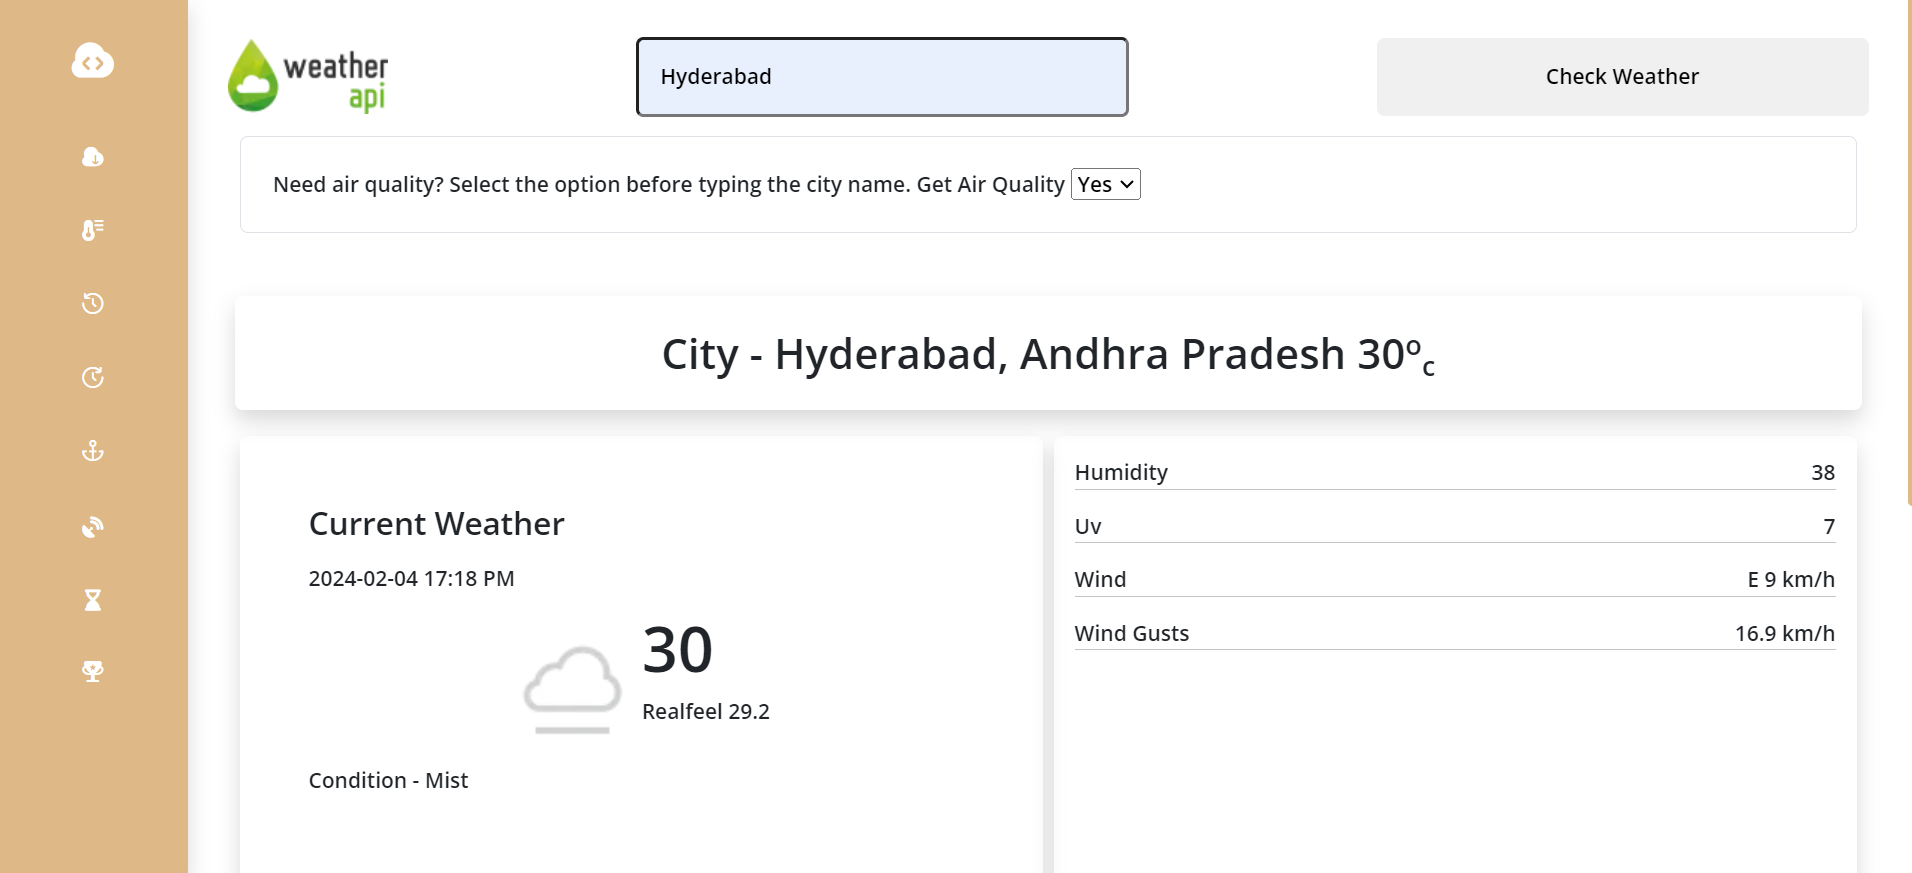 weather
api
Hyderabad
Check Weather
Need air quality? Select the option before typing the city name. Get Air Quality Yes
City - Hyderabad, Andhra Pradesh 30°c
Current Weather
2024-02-04 17:18 PM
30
Realfeel 29.2
Condition - Mist
Humidity 38
Uv 7
Wind E 9 km/h
Wind Gusts 16.9 km/h